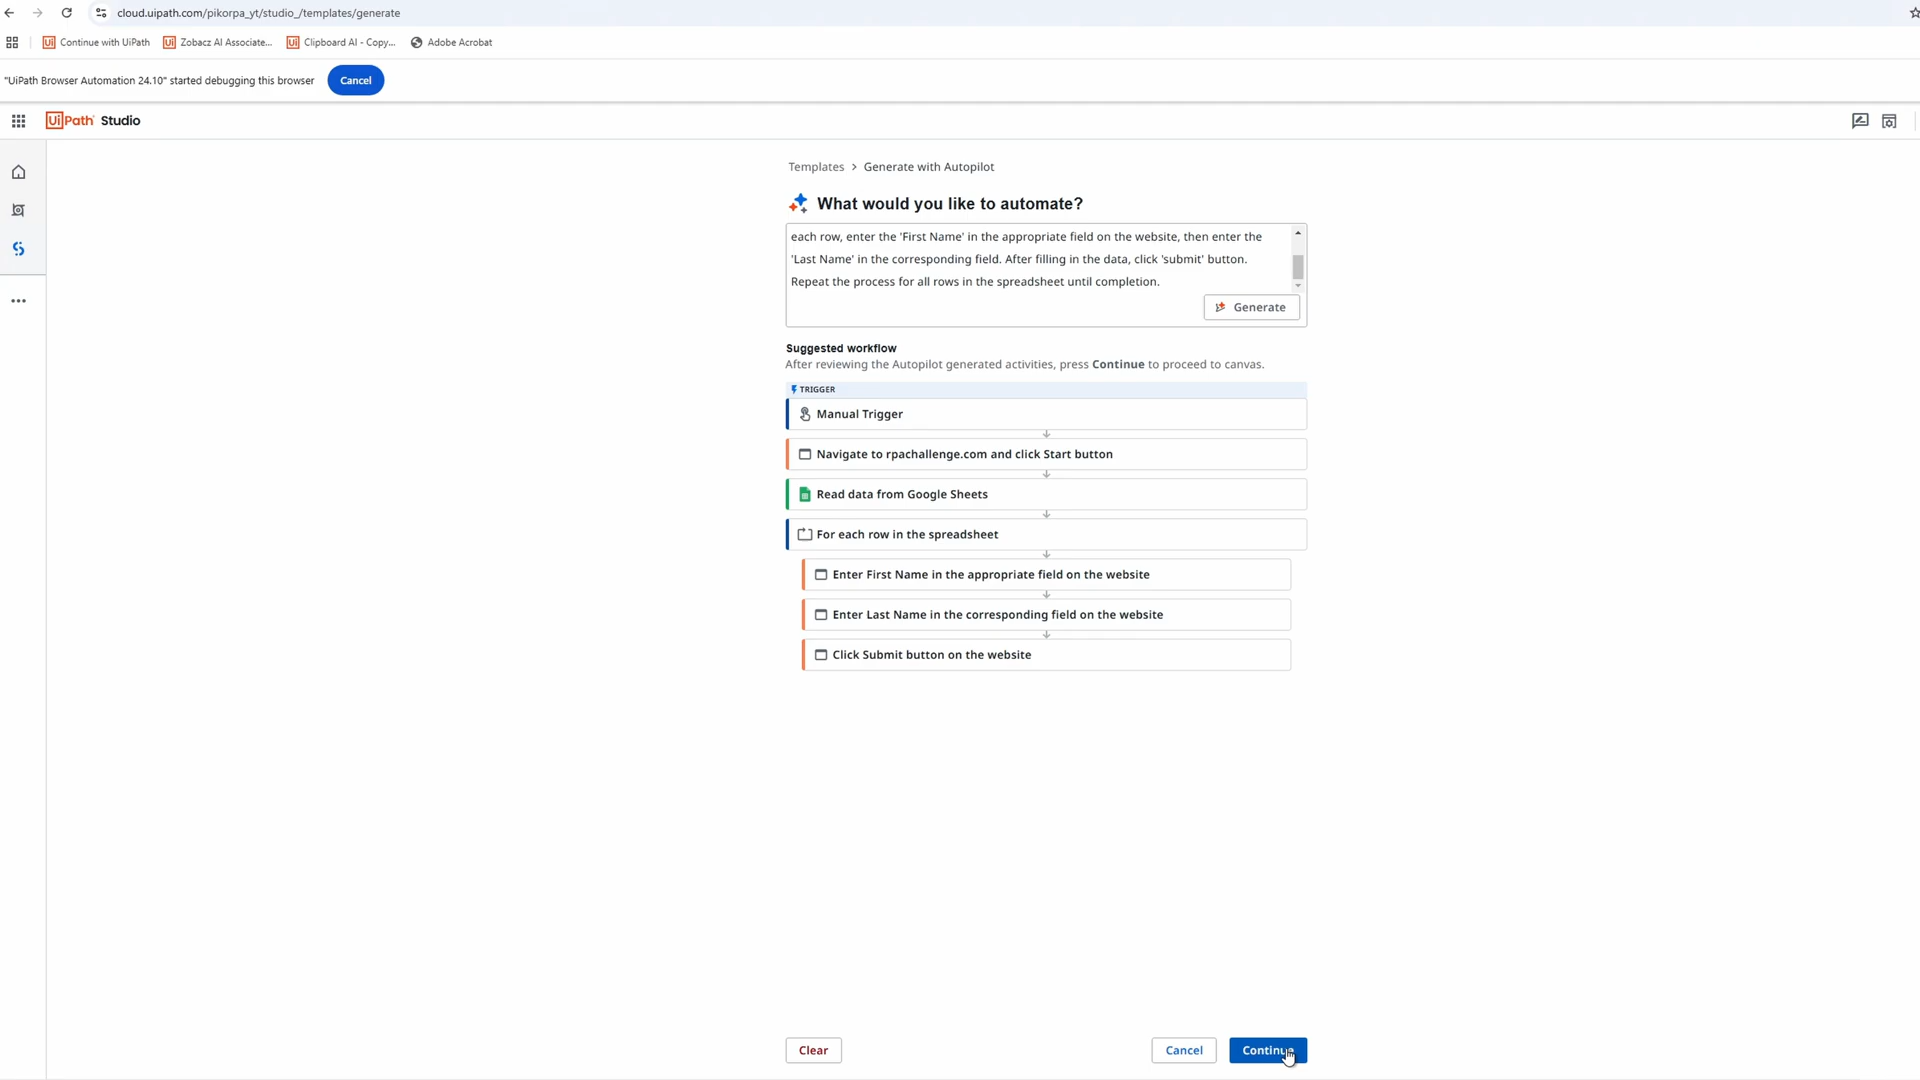 cloud.uipath.com/pikorpa_yt/studio_/templates/generate
Ui Continue with UiPath
Ui Zobacz AI Associate...
Ui Clipboard AI - Copy...
Adobe Acrobat
"UiPath Browser Automation 24.10" started debugging this browser
Cancel
UiPath Studio
Templates > Generate with Autopilot
What would you like to automate?
each row, enter the 'First Name' in the appropriate field on the website, then enter the
'Last Name' in the corresponding field. After filling in the data, click 'submit' button.
Repeat the process for all rows in the spreadsheet until completion.
Generate
Suggested workflow
After reviewing the Autopilot generated activities, press Continue to proceed to canvas.
TRIGGER
Manual Trigger
Navigate to rpachallenge.com and click Start button
Read data from Google Sheets
For each row in the spreadsheet
Enter First Name in the appropriate field on the website
Enter Last Name in the corresponding field on the website
Click Submit button on the website
Clear
Cancel
Continue